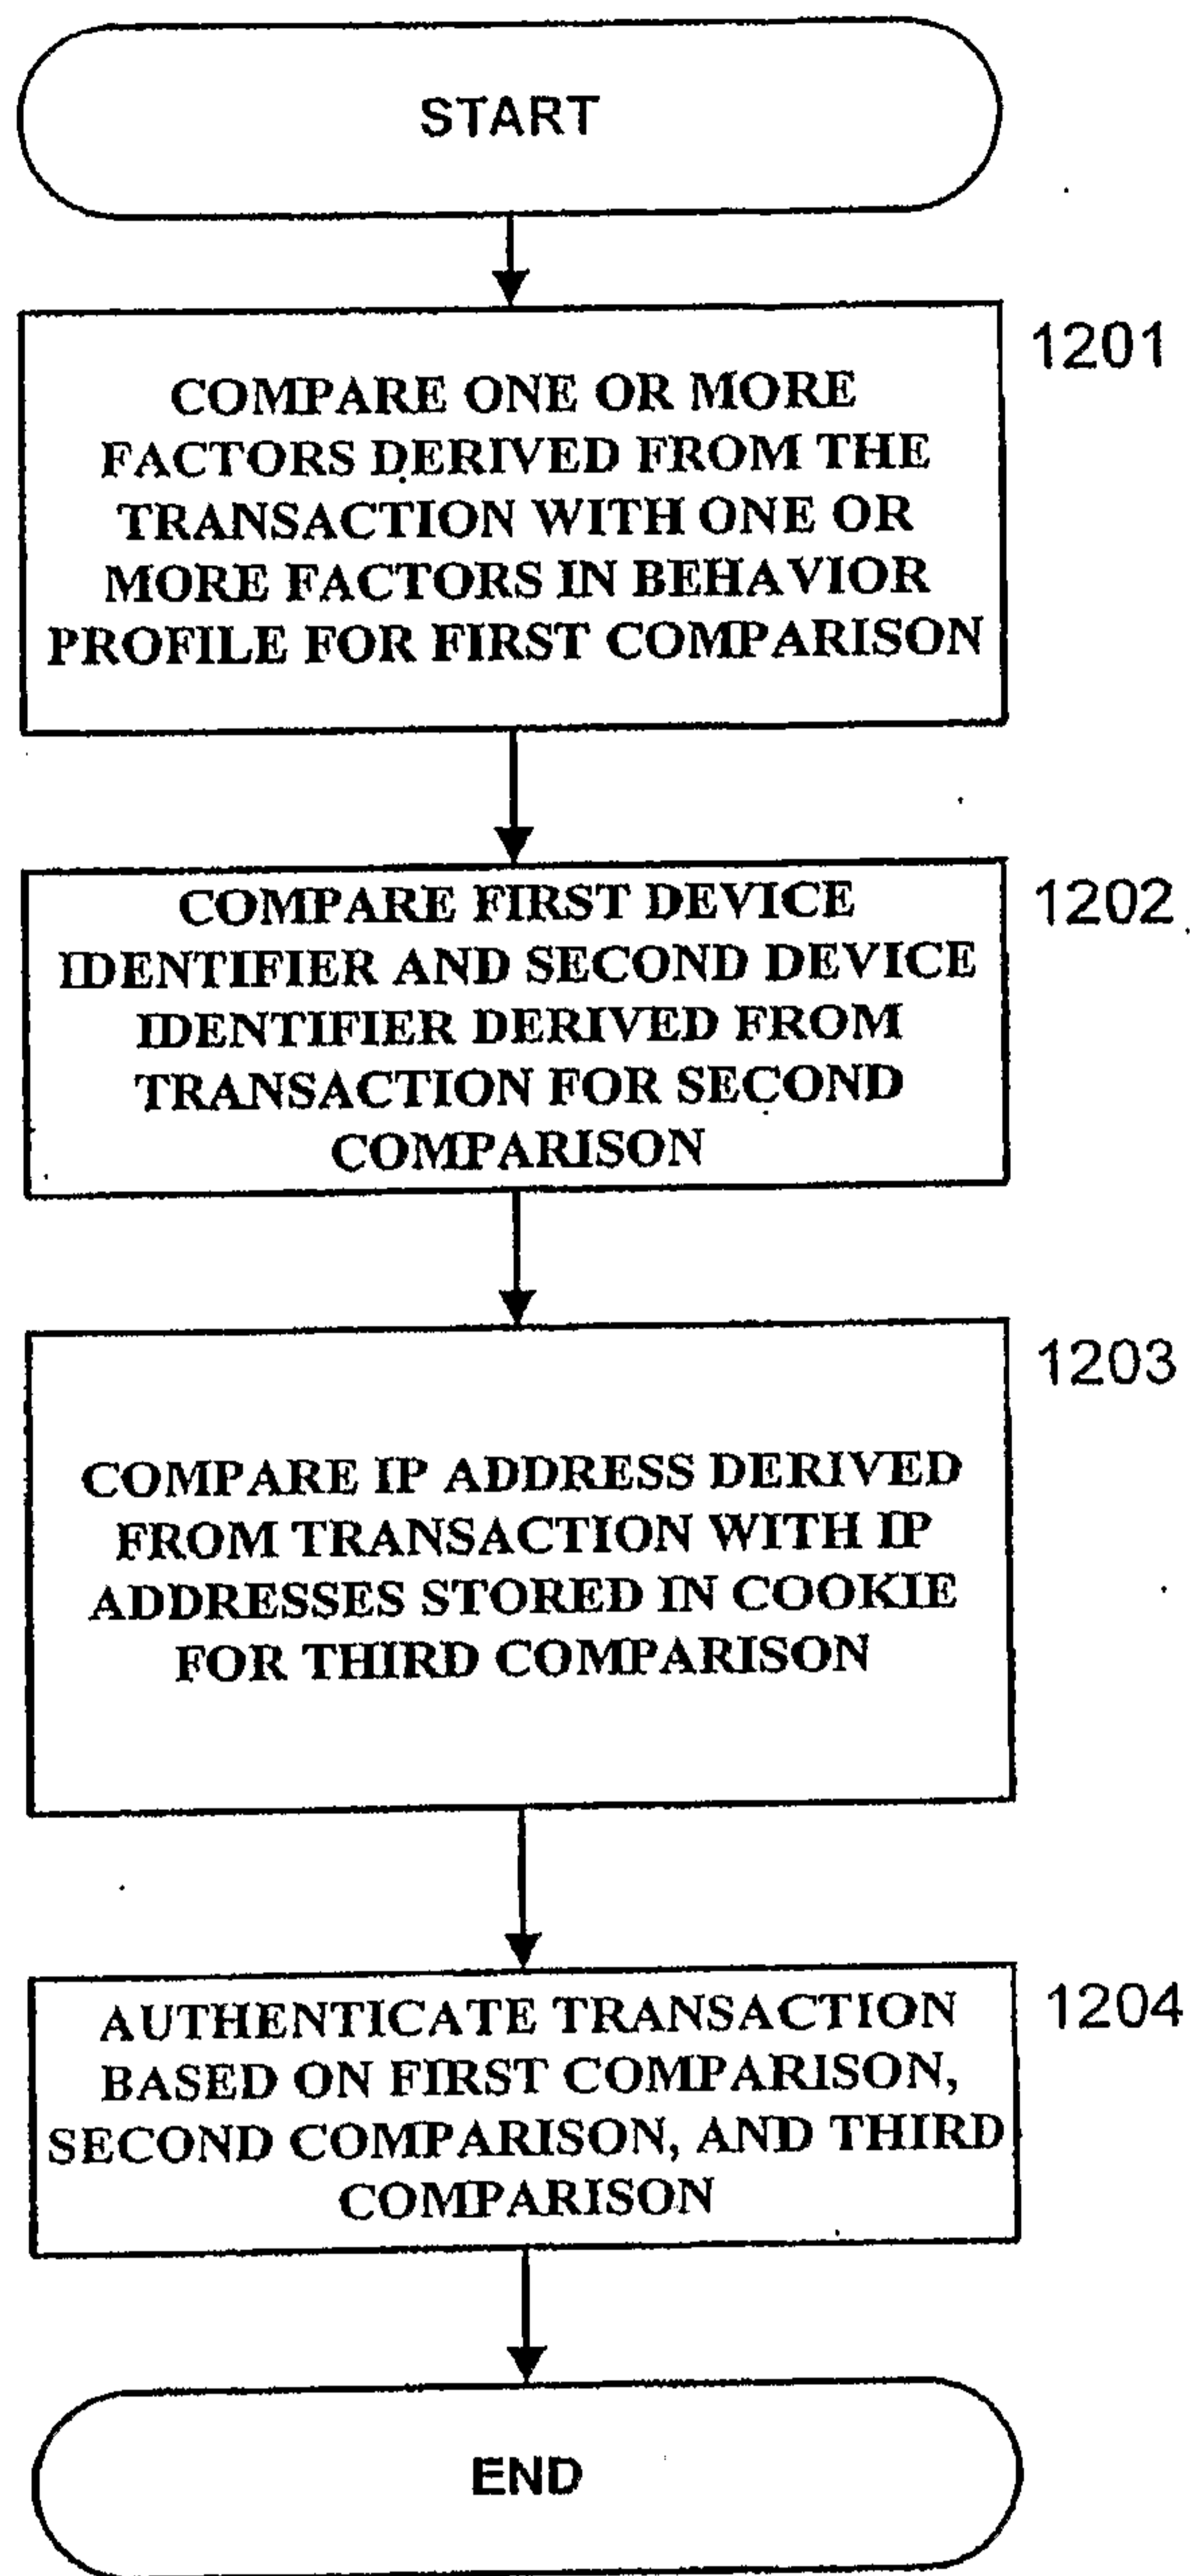 START
1201
COMPARE ONE OR MORE
FACTORS DERIVED FROM THE
TRANSACTION WITH ONE OR
MORE FACTORS IN BEHAVIOR
PROFILE FOR FIRST COMPARISON
1202
COMPARE FIRST DEVICE
IDENTIFIER AND SECOND DEVICE
IDENTIFIER DERIVED FROM
TRANSACTION FOR SECOND
COMPARISON
1203
COMPARE IP ADDRESS DERIVED
FROM TRANSACTION WITH IP
ADDRESSES STORED IN COOKIE
FOR THIRD COMPARISON
1204
AUTHENTICATE TRANSACTION
BASED ON FIRST COMPARISON,
SECOND COMPARISON, AND THIRD
COMPARISON
END